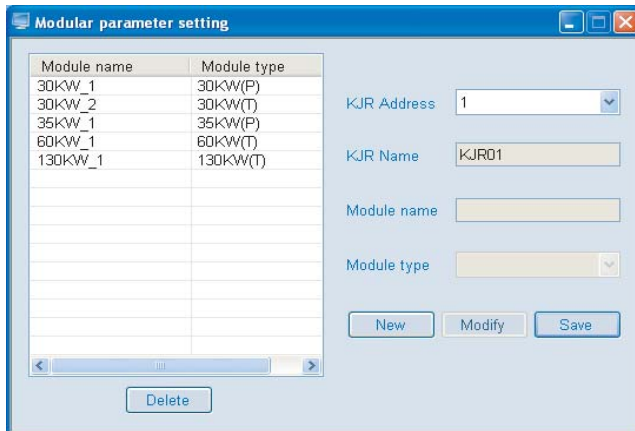 Modular parameter setting
Module name Module type
30KW_1 30KW(P)
30KW_2 30KW(T)
35KW_1 35KW(P)
60KW_1 60KW(T)
130KW_1 130KW(T)
Delete
KJR Address 1
KJR Name KJR01
Module name
Module type
New Modify Save